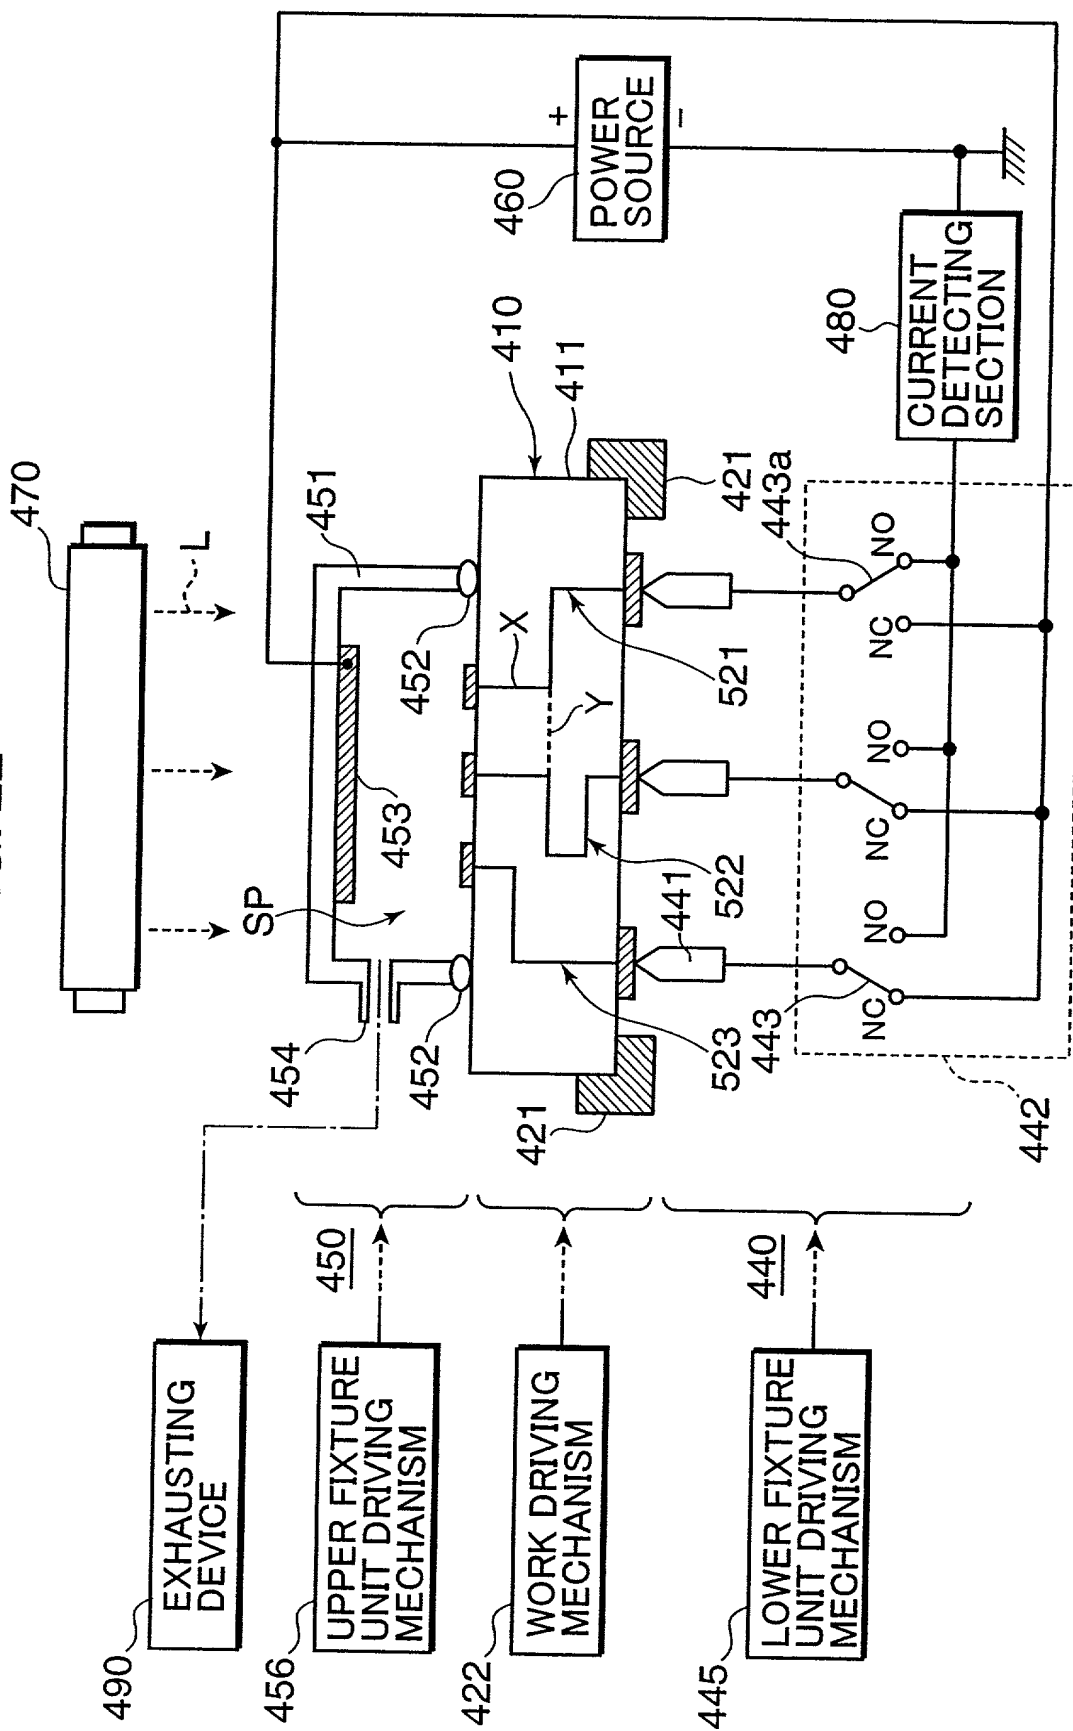 470
L
SP
451
453
454
452
452
X
Y
410
411
421
421
521
522
523
441
443
443a
442
NO
NC
NO
NC
NO
NC
460
+
−
POWER
SOURCE
480
CURRENT
DETECTING
SECTION
490
EXHAUSTING
DEVICE
456
UPPER FIXTURE
UNIT DRIVING
MECHANISM
450
422
WORK DRIVING
MECHANISM
445
LOWER FIXTURE
UNIT DRIVING
MECHANISM
440